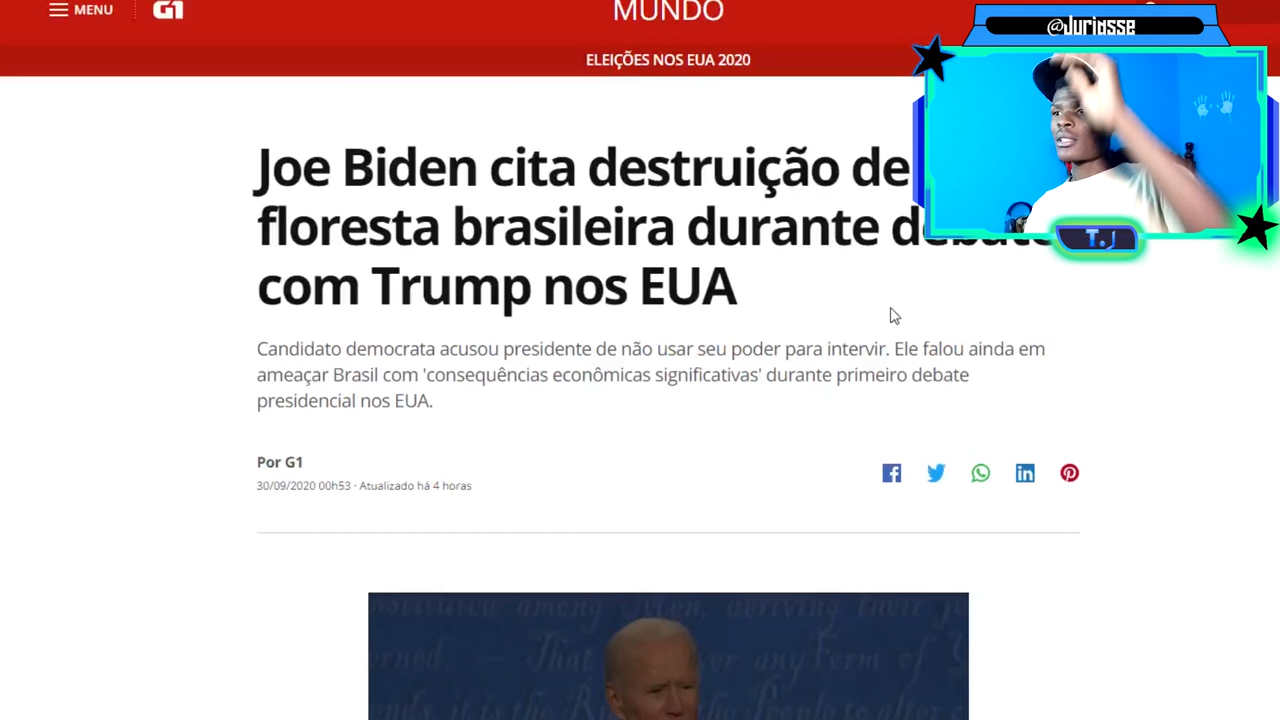 MENU
G1
MUNDO
ELEIÇÕES NOS EUA 2020
@Juriasse
T.J
Joe Biden cita destruição de
floresta brasileira durante debate
com Trump nos EUA
Candidato democrata acusou presidente de não usar seu poder para intervir. Ele falou ainda em
ameaçar Brasil com 'consequências econômicas significativas' durante primeiro debate
presidencial nos EUA.
Por G1
30/09/2020 00h53 · Atualizado há 4 horas